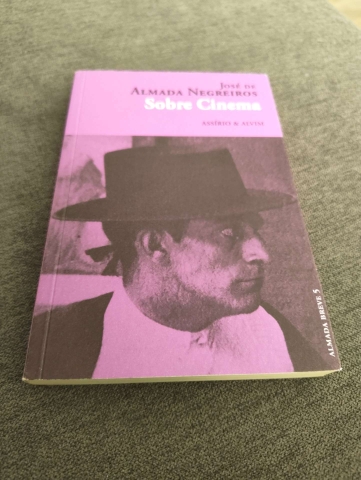 José de
Almada Negreiros
Sobre Cinema
Assírio & Alvim
Almada Breve 5